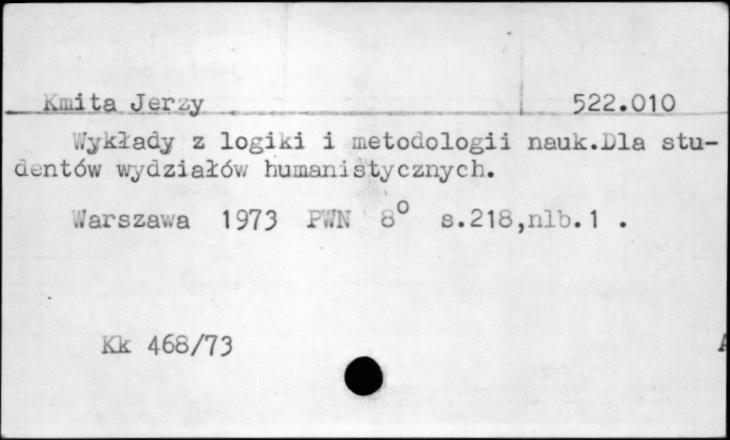 Kmita Jerzy 522.010
Wykłady z logiki i metodologii nauk.Dla stu-
dentów wydziałów humanistycznych.
Warszawa 1973 PWN 8° s.218,nlb.1 .
Kk 468/73